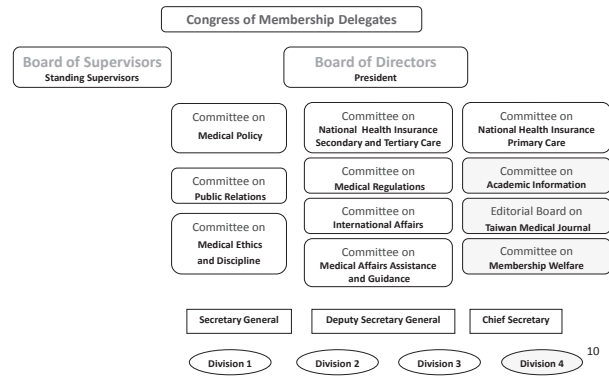 Congress of Membership Delegates
Board of Supervisors
Standing Supervisors
Board of Directors
President
Committee on
Medical Policy
Committee on
National Health Insurance
Secondary and Tertiary Care
Committee on
National Health Insurance
Primary Care
Committee on
Public Relations
Committee on
Medical Regulations
Committee on
Academic Information
Committee on
International Affairs
Editorial Board on
Taiwan Medical Journal
Committee on
Medical Ethics
and Discipline
Committee on
Medical Affairs Assistance
and Guidance
Committee on
Membership Welfare
Secretary General
Deputy Secretary General
Chief Secretary
Division 1
Division 2
Division 3
Division 4
10